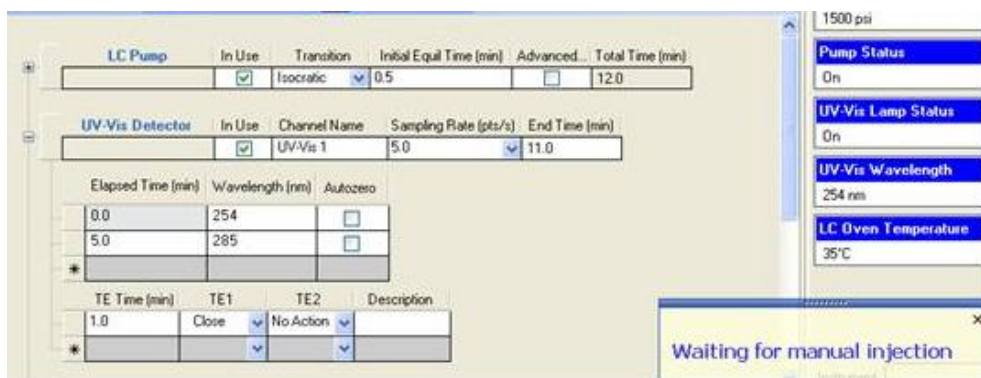 LC Pump In Use Transition Initial Equil Time (min) Advanced... Total Time (min)
Isocratic 0.5 12.0
UV-Vis Detector In Use Channel Name Sampling Rate (pts/s) End Time (min)
UV-Vis 1 5.0 11.0
Elapsed Time (min) Wavelength (nm) Autozero
0.0 254
5.0 285
TE Time (min) TE1 TE2 Description
1.0 Close No Action
1500 psi
Pump Status
On
UV-Vis Lamp Status
On
UV-Vis Wavelength
254 nm
LC Oven Temperature
35°C
Waiting for manual injection